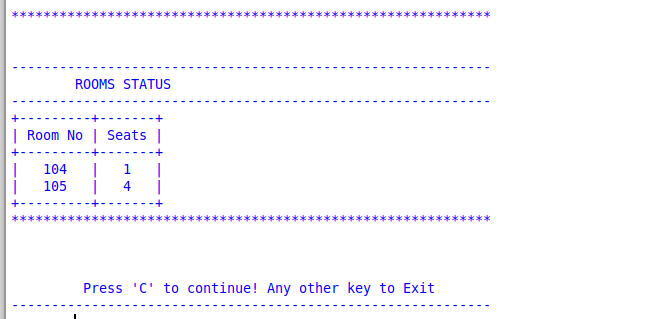 ************************************************************
------------------------------------------------------------
ROOMS STATUS
------------------------------------------------------------
+---------+-------+
| Room No | Seats |
+---------+-------+
|   104   |   1   |
|   105   |   4   |
+---------+-------+
************************************************************
Press 'C' to continue! Any other key to Exit
------------------------------------------------------------